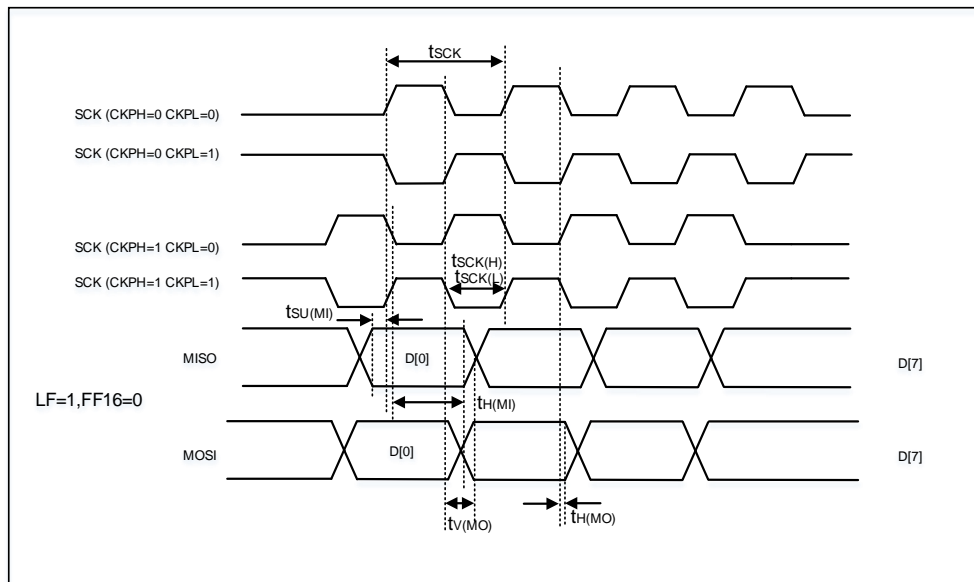 tSCK
SCK (CKPH=0 CKPL=0)
SCK (CKPH=0 CKPL=1)
SCK (CKPH=1 CKPL=0)
tSCK(H)
SCK (CKPH=1 CKPL=1)
tSCK(L)
tSU(MI)
MISO
D[0]
D[7]
LF=1,FF16=0
tH(MI)
MOSI
D[0]
D[7]
tV(MO)
tH(MO)